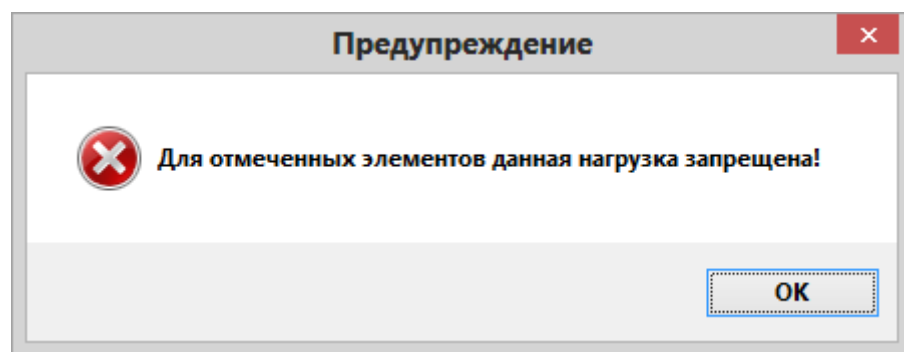 Предупреждение
Для отмеченных элементов данная нагрузка запрещена!
OK